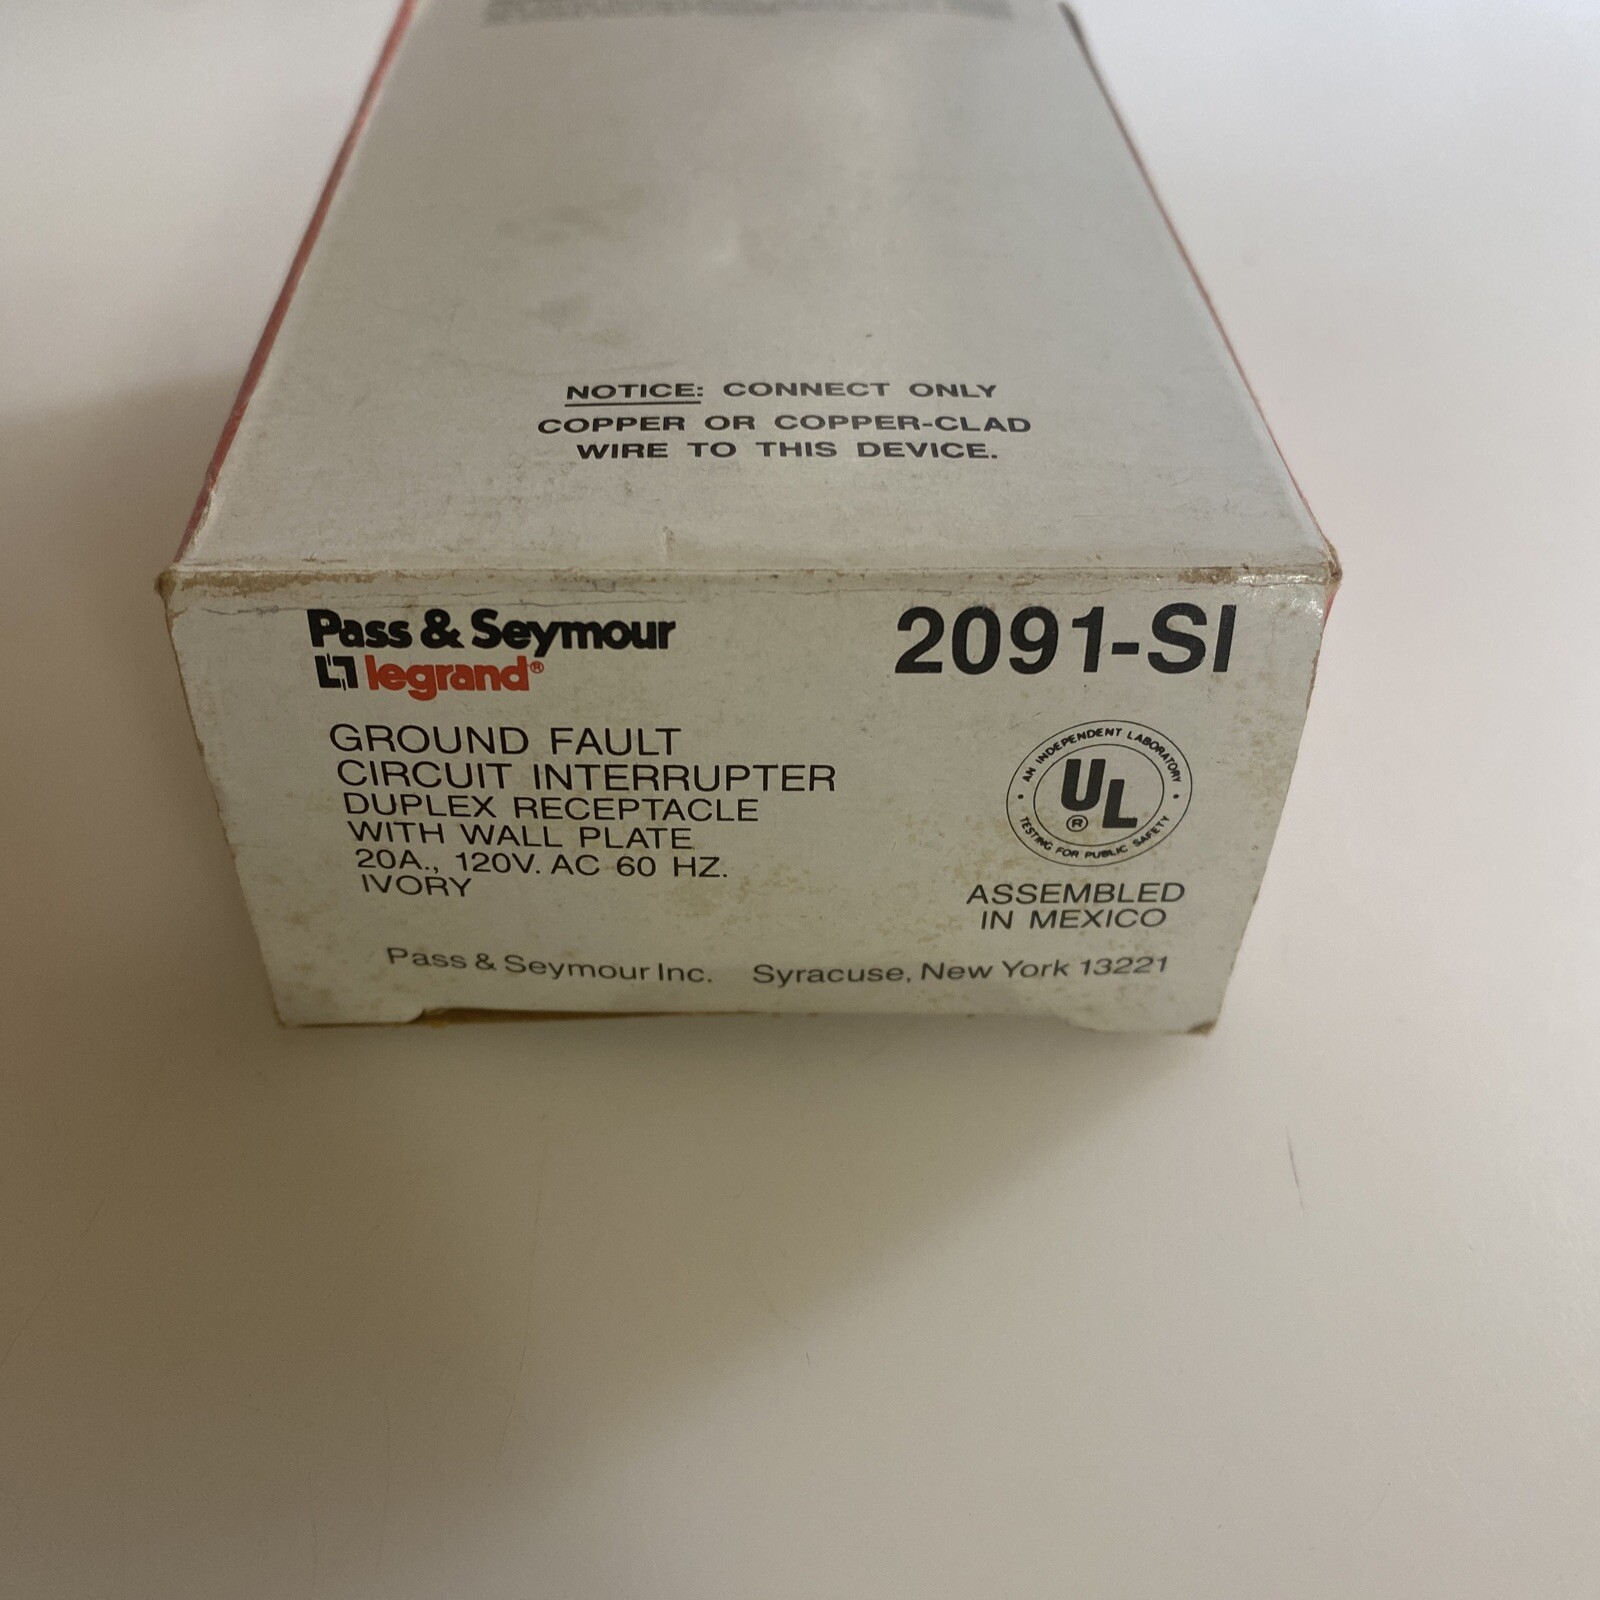 NOTICE: CONNECT ONLY
COPPER OR COPPER-CLAD
WIRE TO THIS DEVICE.
Pass & Seymour
legrand®
2091-SI
GROUND FAULT
CIRCUIT INTERRUPTER
DUPLEX RECEPTACLE
WITH WALL PLATE
20A., 120V. AC 60 HZ.
IVORY
AN INDEPENDENT LABORATORY
UL
®
TESTING FOR PUBLIC SAFETY
ASSEMBLED
IN MEXICO
Pass & Seymour Inc. Syracuse, New York 13221